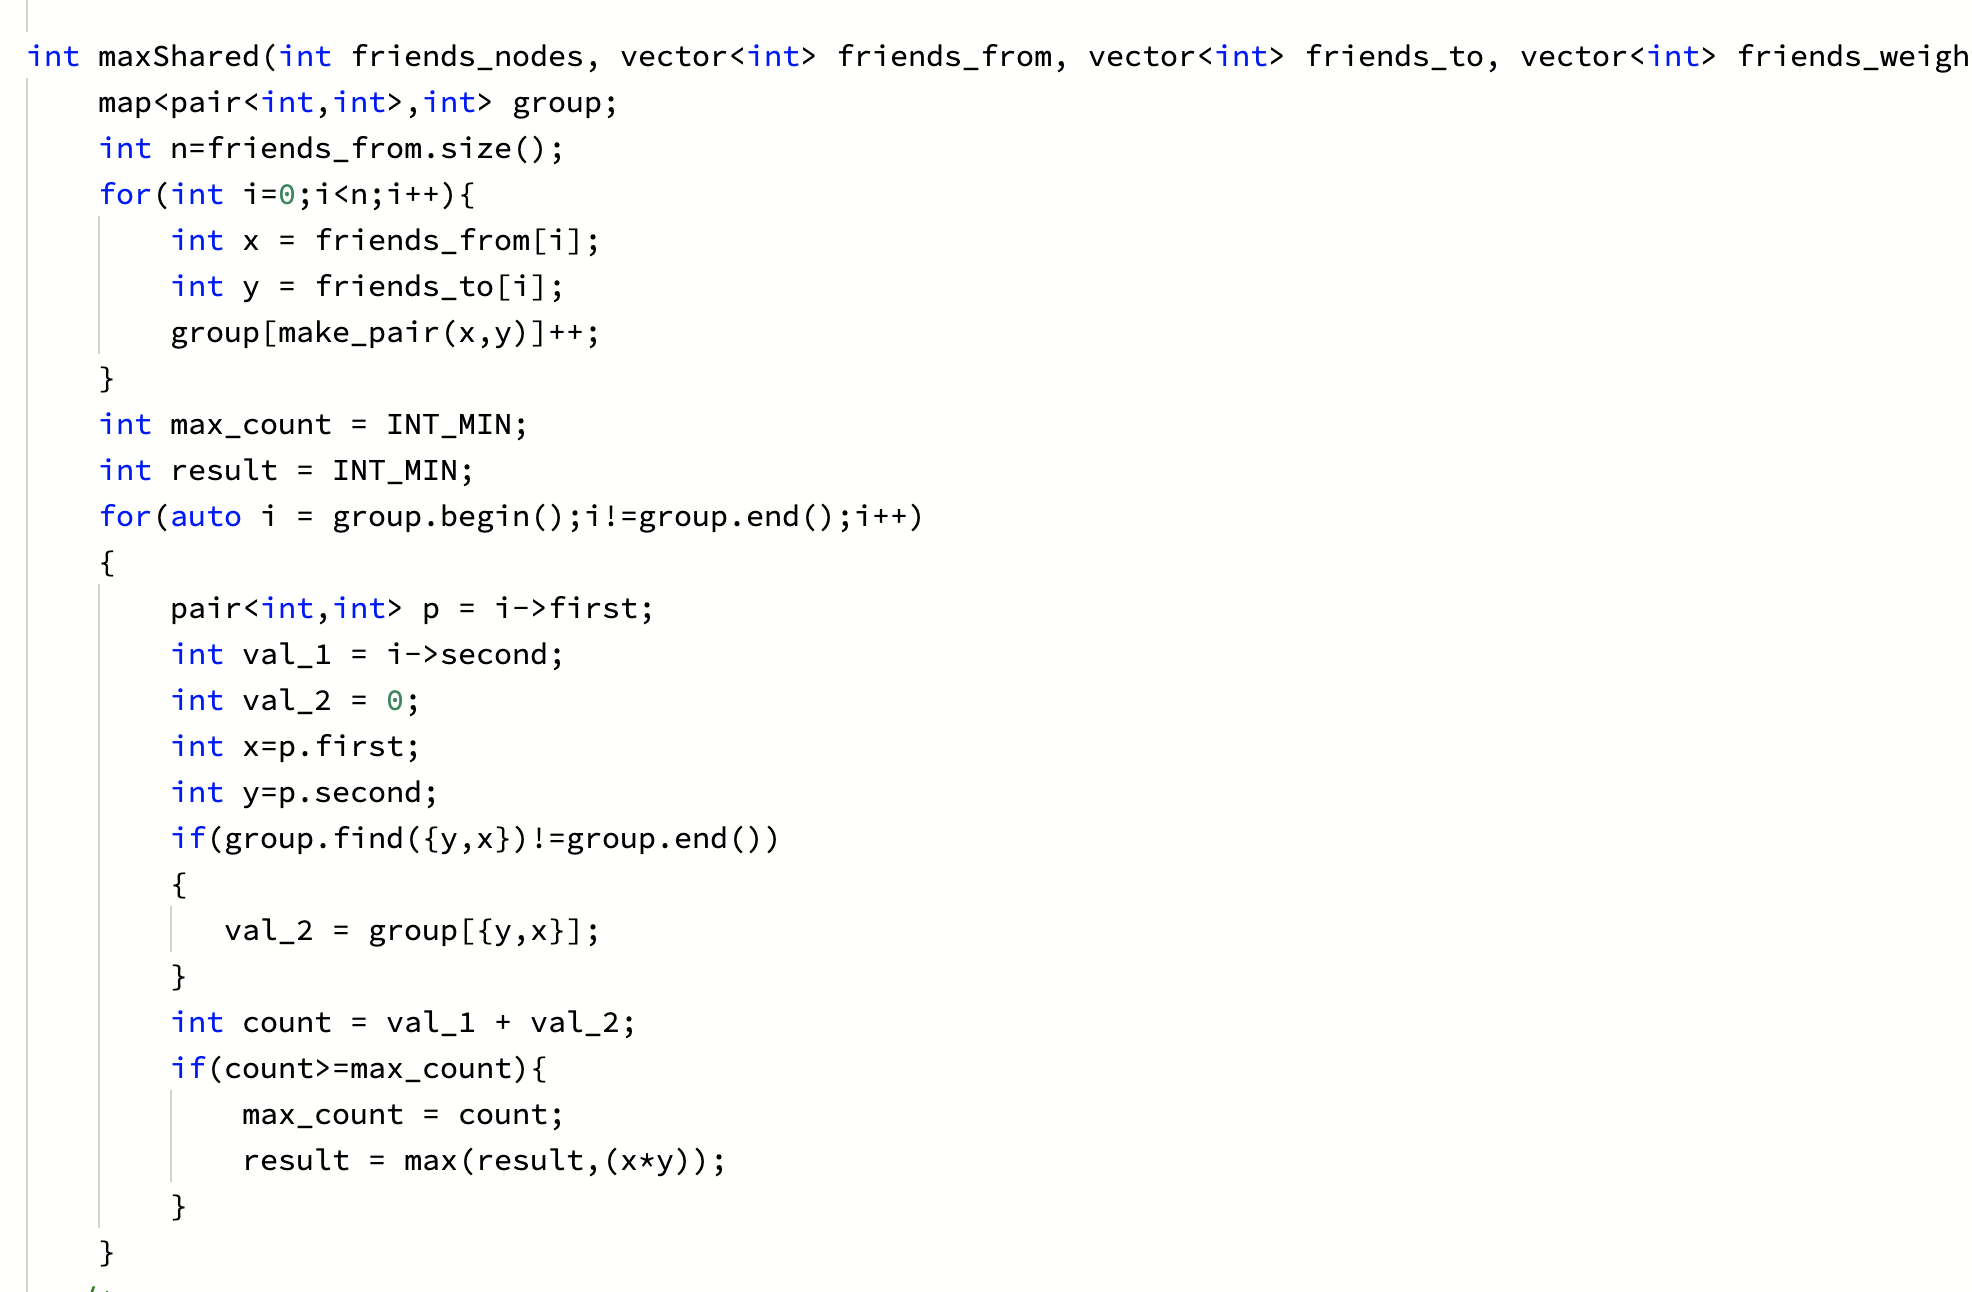 int maxShared(int friends_nodes, vector<int> friends_from, vector<int> friends_to, vector<int> friends_weigh
    map<pair<int,int>,int> group;
    int n=friends_from.size();
    for(int i=0;i<n;i++){
        int x = friends_from[i];
        int y = friends_to[i];
        group[make_pair(x,y)]++;
    }
    int max_count = INT_MIN;
    int result = INT_MIN;
    for(auto i = group.begin();i!=group.end();i++)
    {
        pair<int,int> p = i->first;
        int val_1 = i->second;
        int val_2 = 0;
        int x=p.first;
        int y=p.second;
        if(group.find({y,x})!=group.end())
        {
           val_2 = group[{y,x}];
        }
        int count = val_1 + val_2;
        if(count>=max_count){
            max_count = count;
            result = max(result,(x*y));
        }
    }